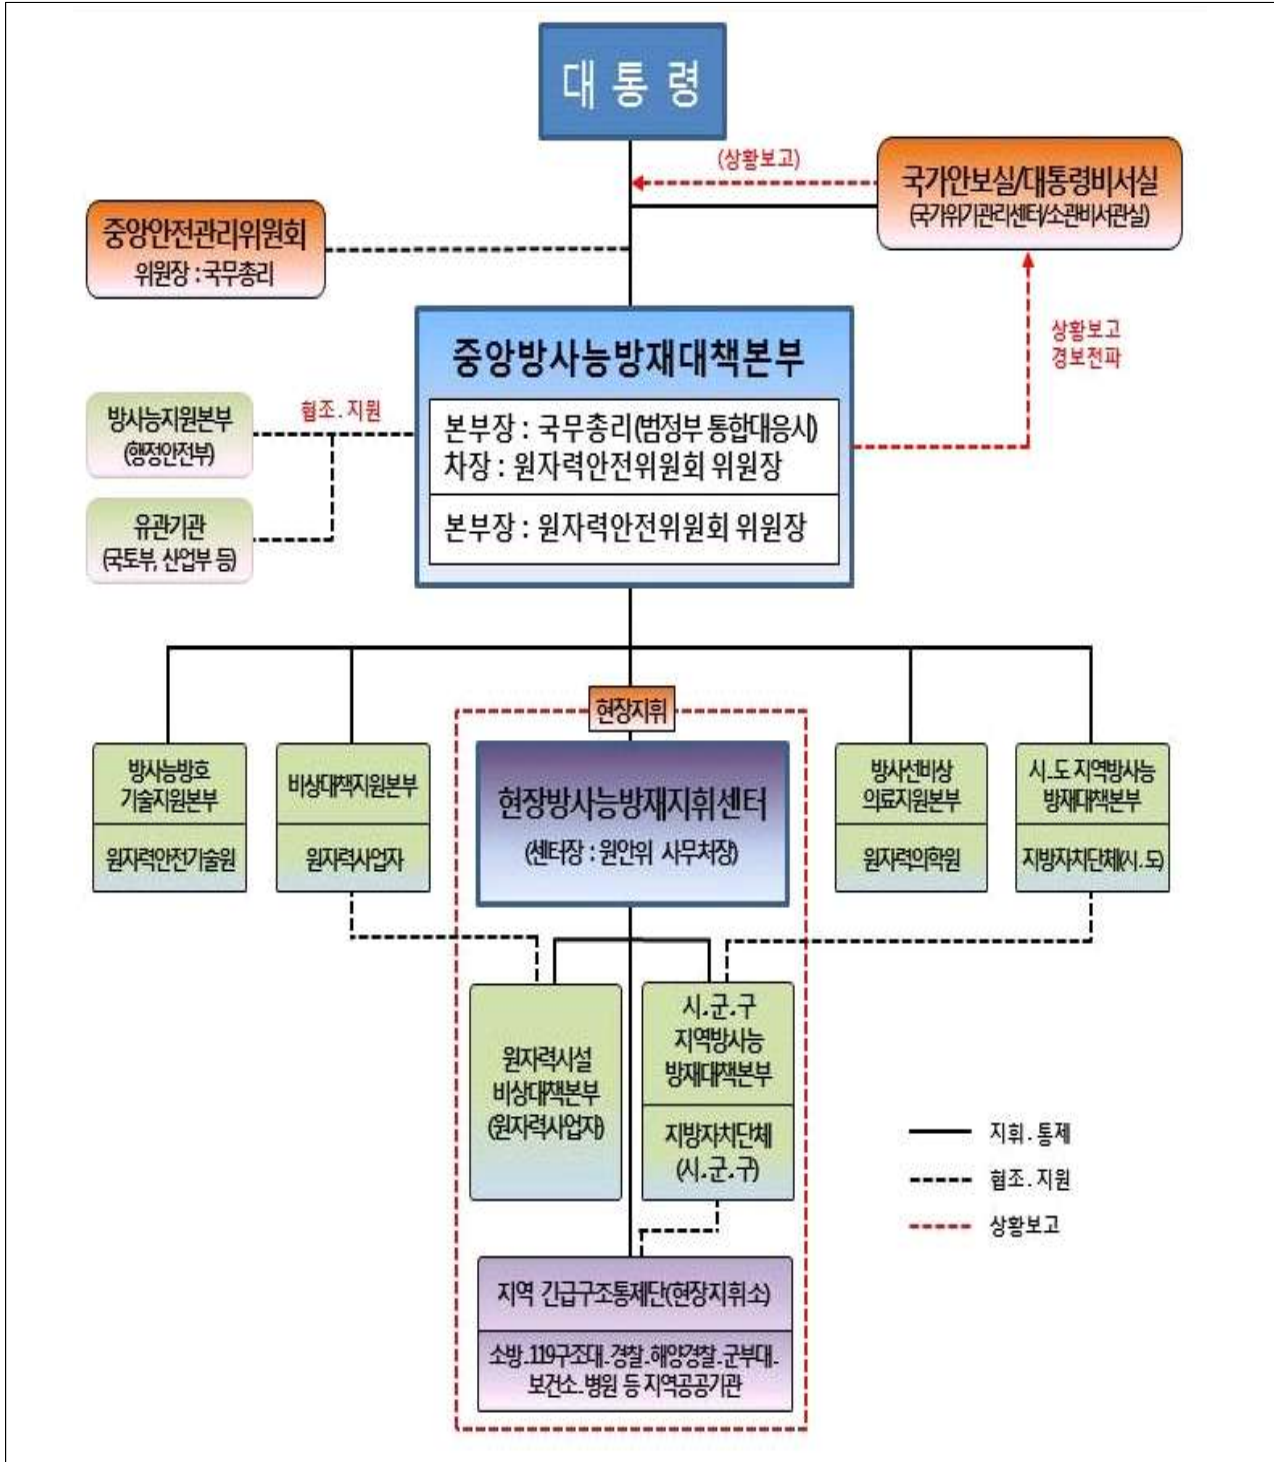 대 통 령
(상황보고)
국가안보실/대통령비서실
(국가위기관리센터/소관비서관실)
중앙안전관리위원회
위원장 : 국무총리
상황보고
경보전파
중앙방사능방재대책본부
본부장 : 국무총리(범정부 통합대응시)
차장 : 원자력안전위원회 위원장
본부장 : 원자력안전위원회 위원장
방사능지원본부
(행정안전부)
협조.지원
유관기관
(국토부, 산업부 등)
현장지휘
방사능방호
기술지원본부
원자력안전기술원
비상대책지원본부
원자력사업자
현장방사능방재지휘센터
(센터장 : 원안위 사무처장)
방사선비상
의료지원본부
원자력의학원
시.도 지역방사능
방재대책본부
지방자치단체(시.도)
원자력시설
비상대책본부
(원자력사업자)
시.군.구
지역방사능
방재대책본부
지방자치단체
(시.군.구)
지역 긴급구조통제단(현장지휘소)
소방.119구조대.경찰.해양경찰.군부대.
보건소.병원 등 지역공공기관
지휘.통제
협조.지원
상황보고